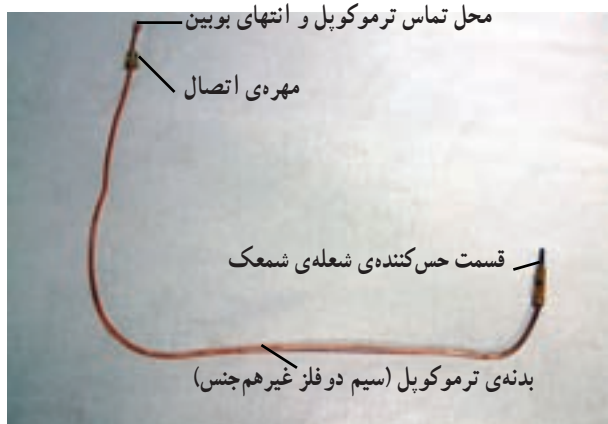 محل تماس ترموکوپل و انتهای بوبین
مهره‌ی اتصال
قسمت حس‌کننده‌ی شعله‌ی شمعک
بدنه‌ی ترموکوپل (سیم دو فلز غیرهم‌جنس)